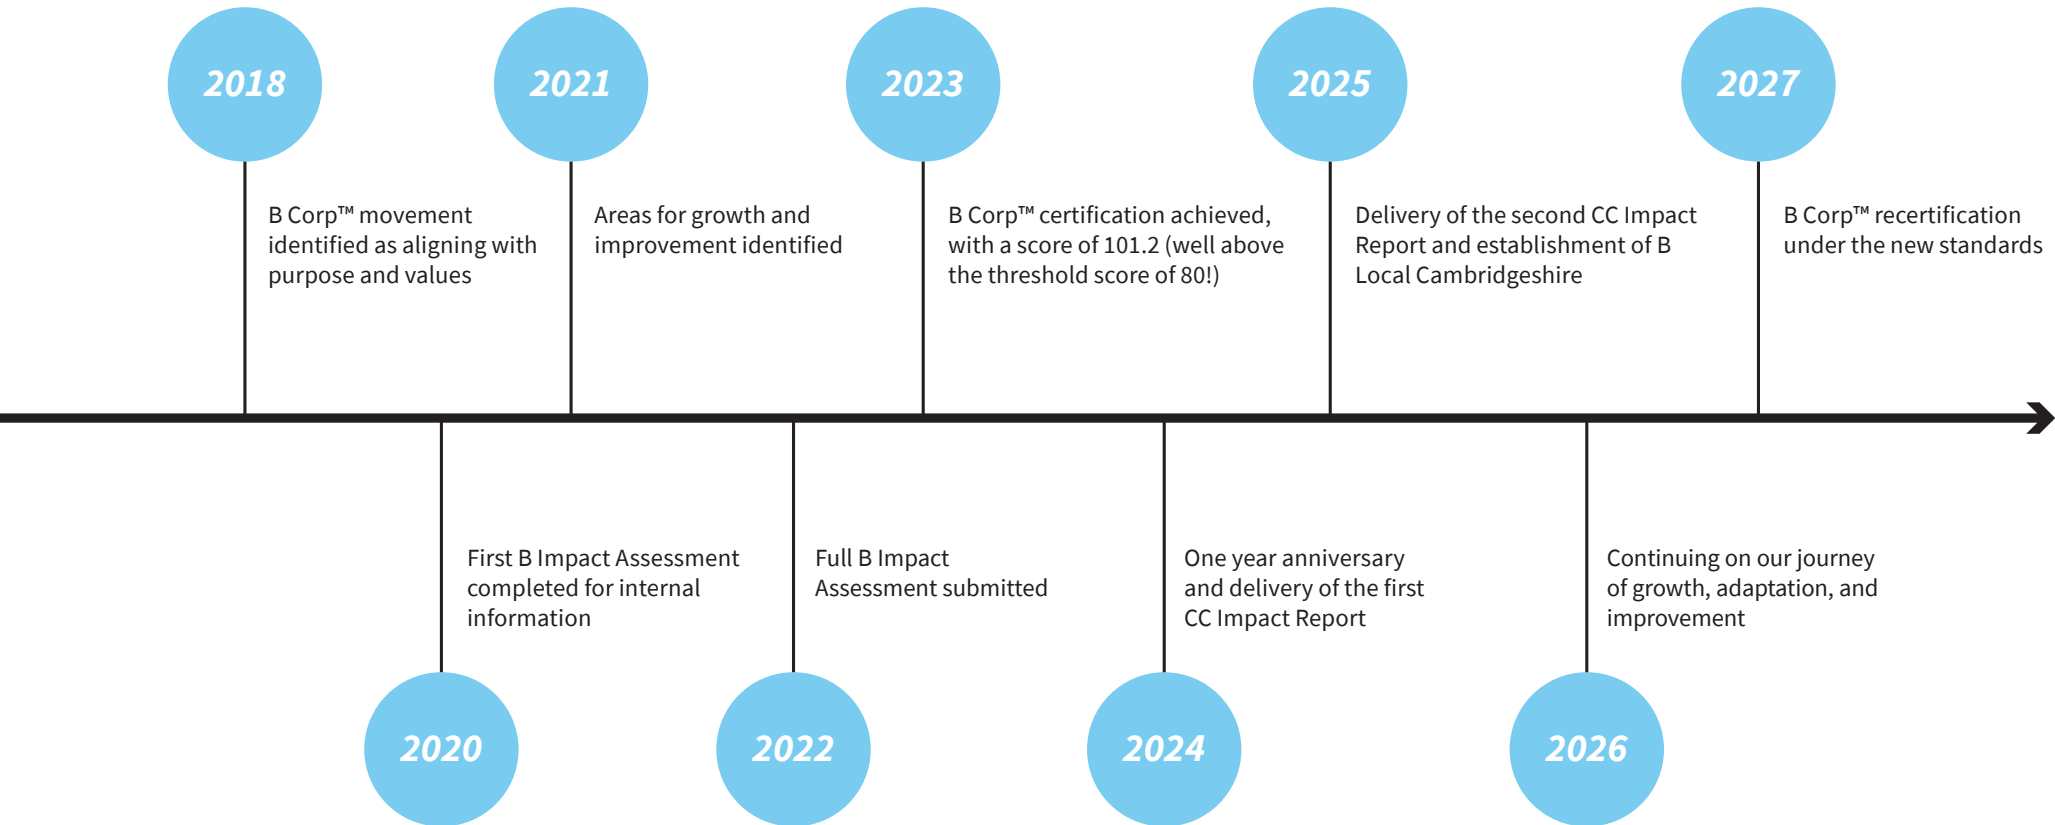 2018
B Corp™ movement
identified as aligning with
purpose and values
2020
First B Impact Assessment
completed for internal
information
2021
Areas for growth and
improvement identified
2022
Full B Impact
Assessment submitted
2023
B Corp™ certification achieved,
with a score of 101.2 (well above
the threshold score of 80!)
2024
One year anniversary
and delivery of the first
CC Impact Report
2025
Delivery of the second CC Impact
Report and establishment of B
Local Cambridgeshire
2026
Continuing on our journey
of growth, adaptation, and
improvement
2027
B Corp™ recertification
under the new standards